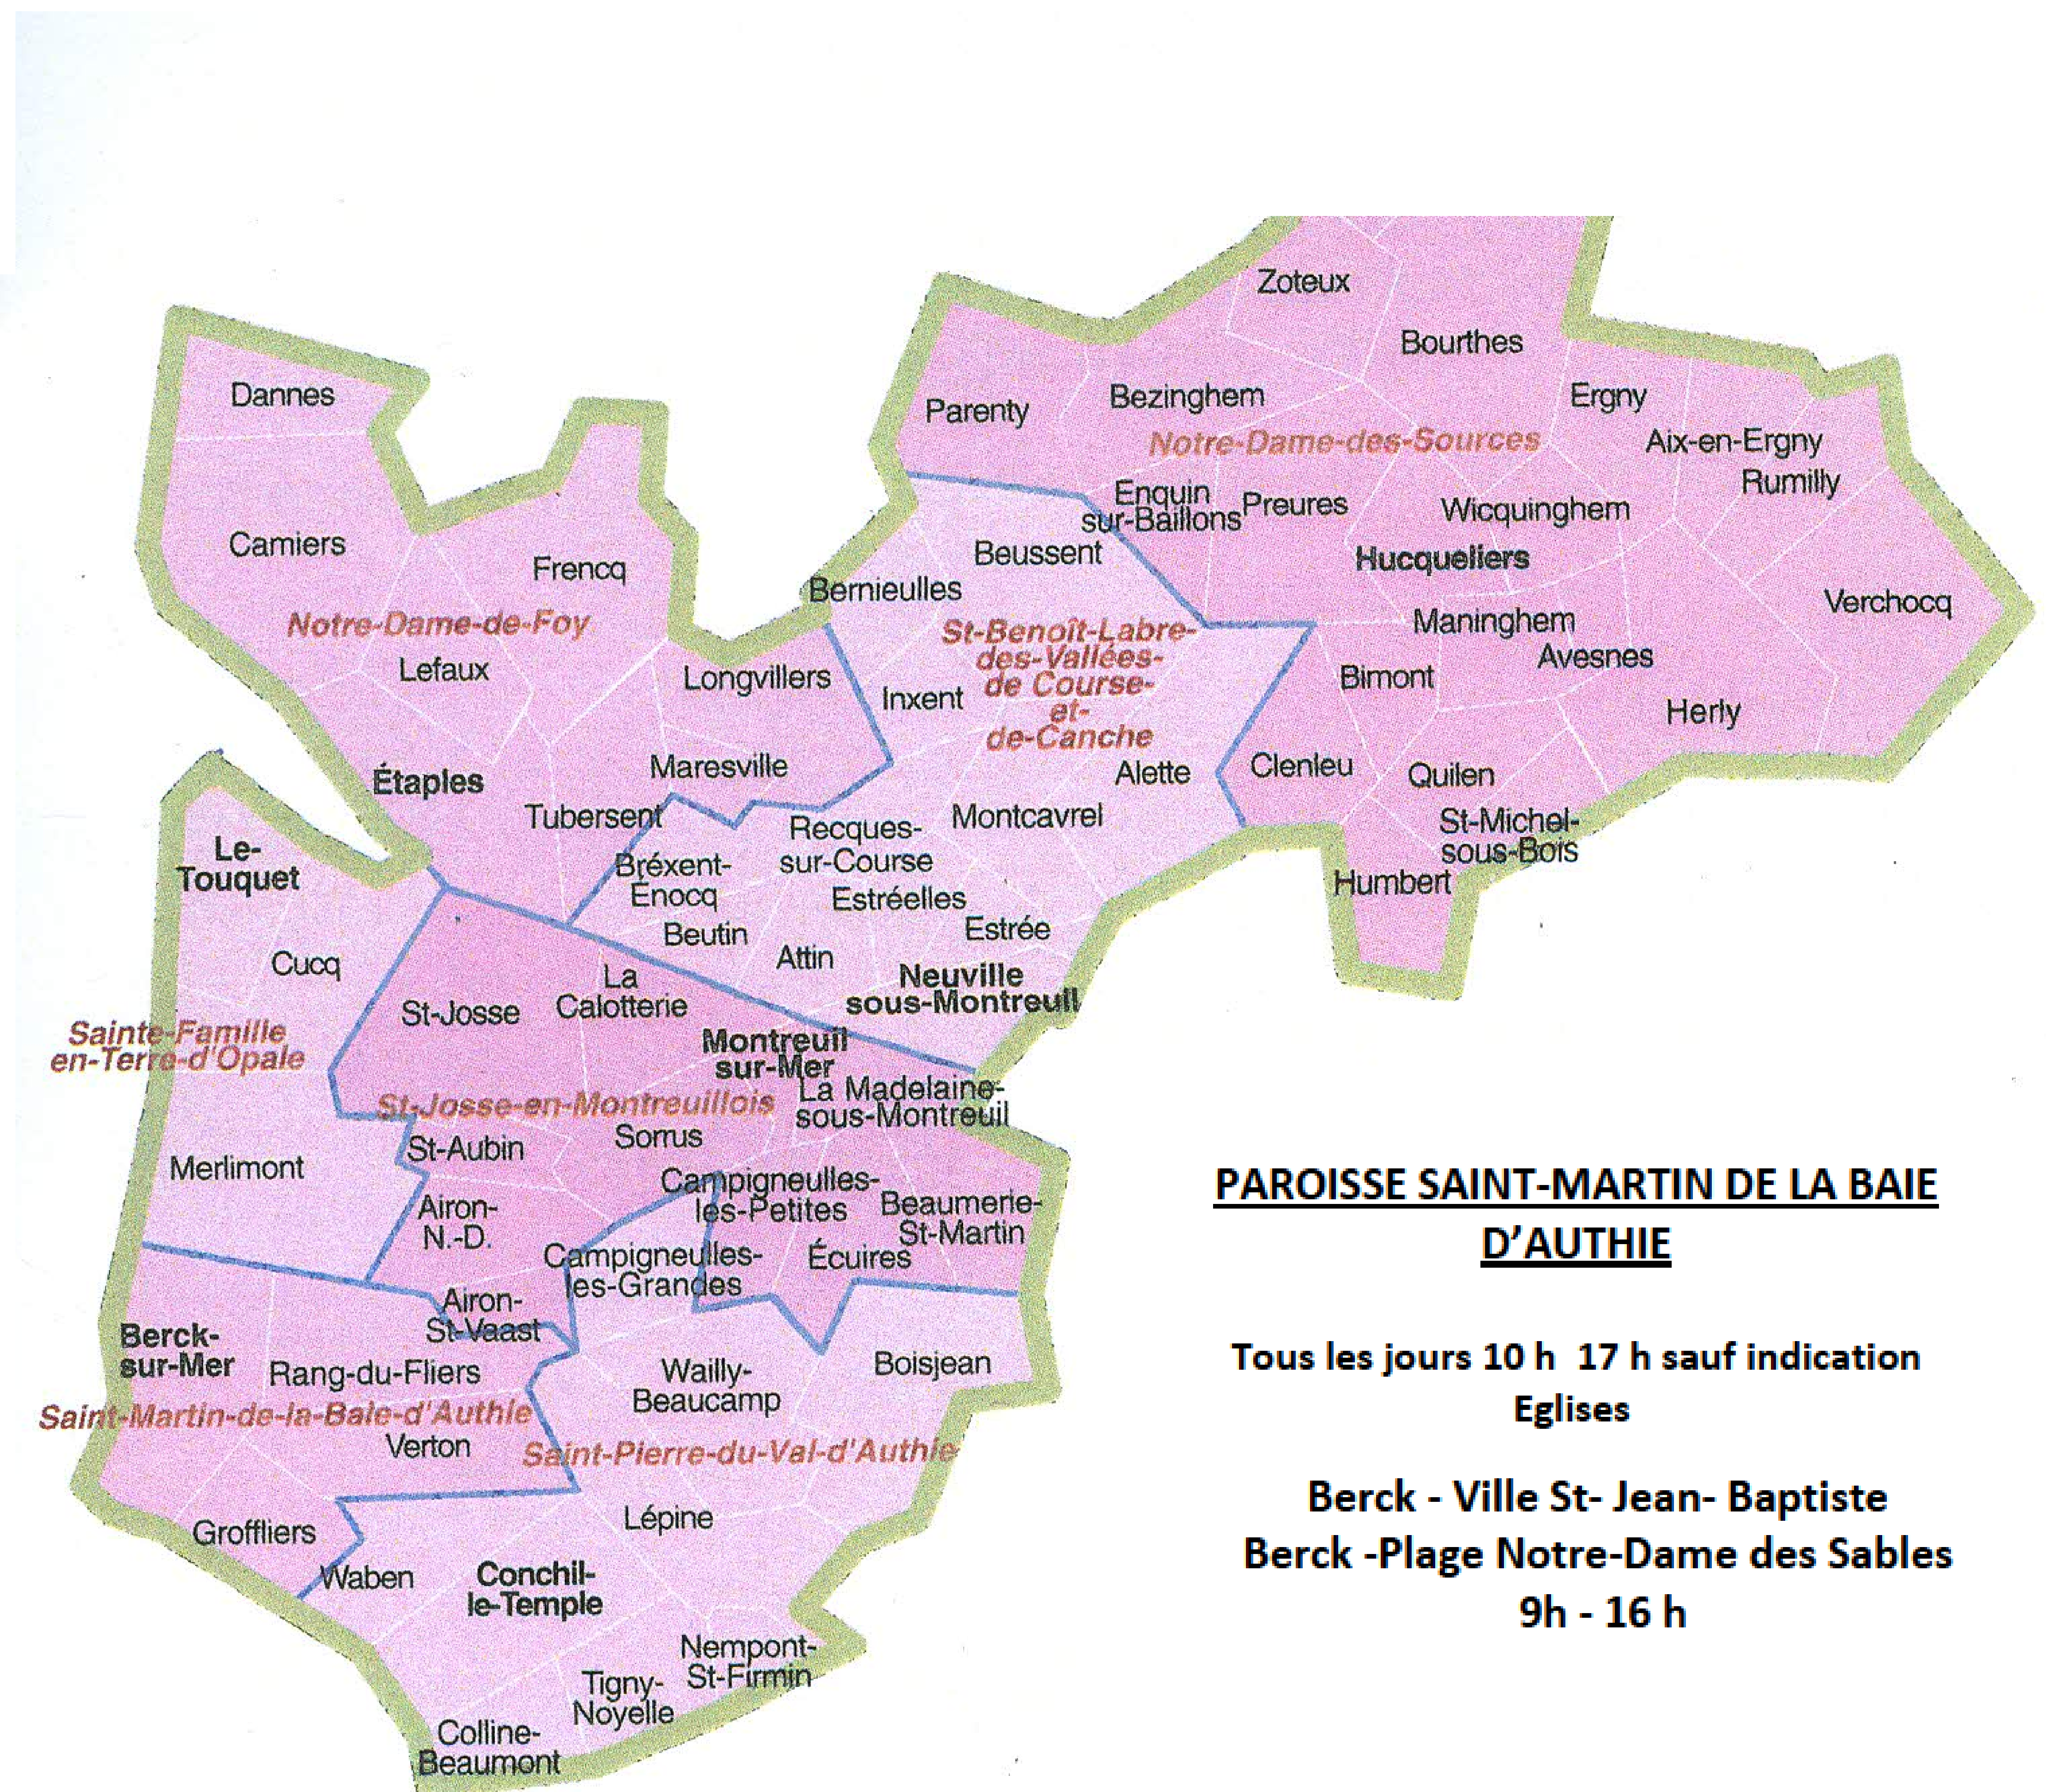 Zoteux
Bourthes
Dannes
Parenty
Bezinghem
Ergny
Notre-Dame-des-Sources
Aix-en-Ergny
Rumilly
Enquin
sur-Baillons
Preures
Wicquinghem
Camiers
Frencq
Beussent
Hucqueliers
Bernieulles
Verchocq
Notre-Dame-de-Foy
St-Benoît-Labre-
des-Vallées-
de Course-
et-
de-Canche
Maninghem
Avesnes
Lefaux
Longvillers
Inxent
Bimont
Herly
Étaples
Maresville
Alette
Clenleu
Quilen
Tubersent
Recques-
sur-Course
Montcavrel
St-Michel-
sous-Bois
Le-
Touquet
Bréxent-
Énocq
Estréelles
Humbert
Beutin
Attin
Estrée
Cucq
La
Calotterie
Neuville
sous-Montreuil
St-Josse
Sainte-Famille
en-Terre-d'Opale
Montreuil
sur-Mer
La Madelaine-
sous-Montreuil
St-Josse-en-Montreuillois
Sorrus
St-Aubin
Merlimont
Campigneulles-
les-Petites
Beaumerie-
St-Martin
Airon-
N.-D.
Campigneulles-
les-Grandes
Écuires
Airon-
St-Vaast
Berck-
sur-Mer
Rang-du-Fliers
Wailly-
Beaucamp
Boisjean
Saint-Martin-de-la-Baie-d'Authie
Verton
Saint-Pierre-du-Val-d'Authie
Groffliers
Lépine
Waben
Conchil-
le-Temple
Nempont-
St-Firmin
Tigny-
Noyelle
Colline-
Beaumont
PAROISSE SAINT-MARTIN DE LA BAIE
D'AUTHIE
Tous les jours 10 h 17 h sauf indication
Eglises
Berck - Ville St- Jean- Baptiste
Berck -Plage Notre-Dame des Sables
9h - 16 h